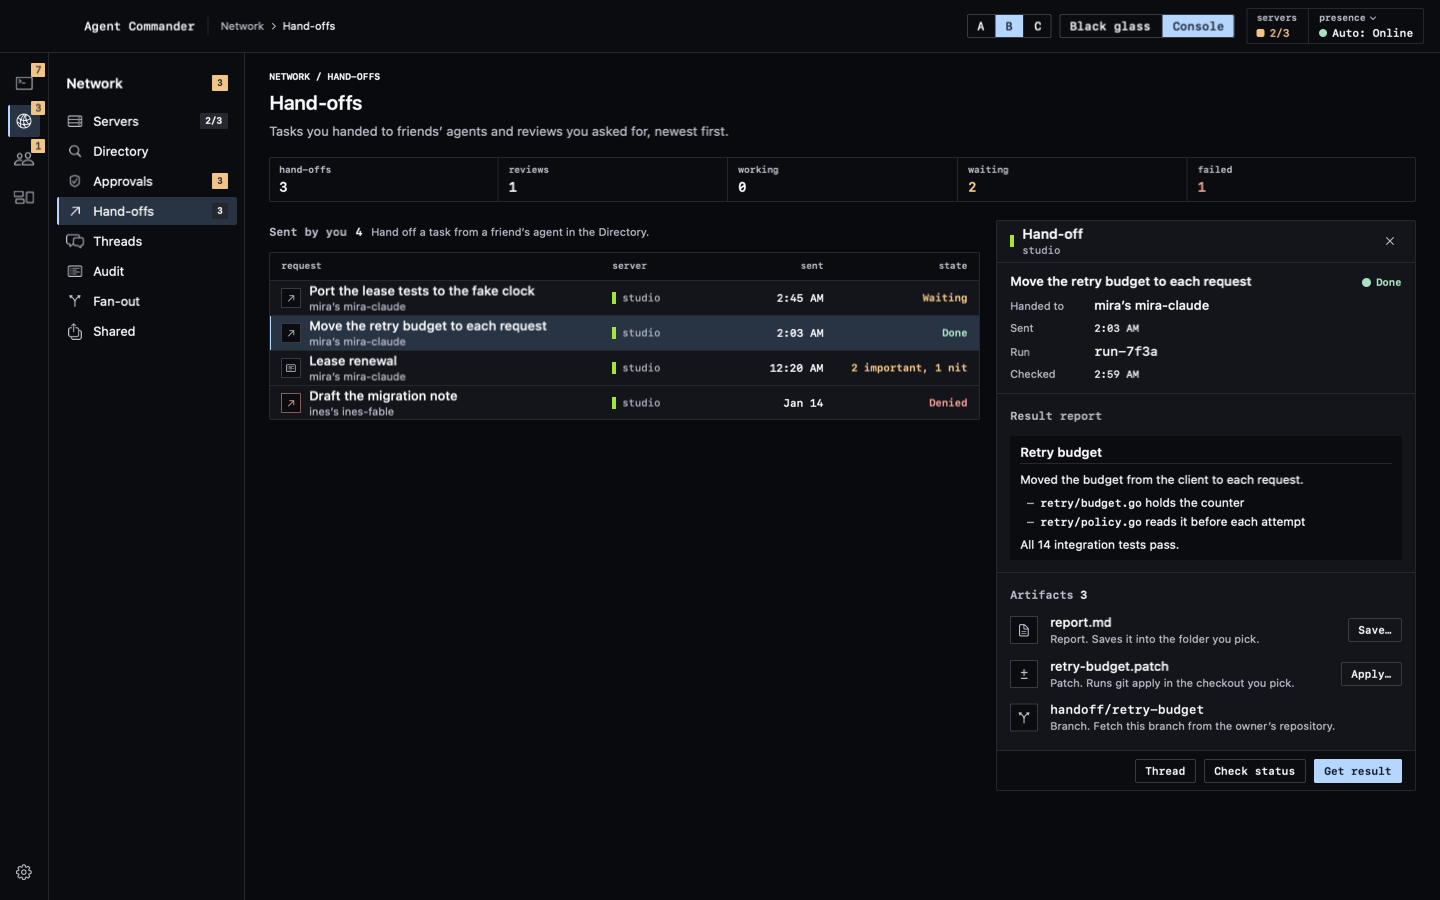 Agent Commander
Network > Hand-offs
A B C
Black glass Console
servers
2/3
presence
Auto: Online
7
3
1
Network 3
Servers 2/3
Directory
Approvals 3
Hand-offs 3
Threads
Audit
Fan-out
Shared
NETWORK / HAND-OFFS
Hand-offs
Tasks you handed to friends’ agents and reviews you asked for, newest first.
hand-offs
3
reviews
1
working
0
waiting
2
failed
1
Sent by you 4 Hand off a task from a friend’s agent in the Directory.
request server sent state
Port the lease tests to the fake clock
mira’s mira-claude
studio 2:45 AM Waiting
Move the retry budget to each request
mira’s mira-claude
studio 2:03 AM Done
Lease renewal
mira’s mira-claude
studio 12:20 AM 2 important, 1 nit
Draft the migration note
ines’s ines-fable
studio Jan 14 Denied
Hand-off
studio
Move the retry budget to each request Done
Handed to mira’s mira-claude
Sent 2:03 AM
Run run-7f3a
Checked 2:59 AM
Result report
Retry budget
Moved the budget from the client to each request.
– retry/budget.go holds the counter
– retry/policy.go reads it before each attempt
All 14 integration tests pass.
Artifacts 3
report.md
Report. Saves it into the folder you pick.
Save…
retry-budget.patch
Patch. Runs git apply in the checkout you pick.
Apply…
handoff/retry-budget
Branch. Fetch this branch from the owner’s repository.
Thread Check status Get result